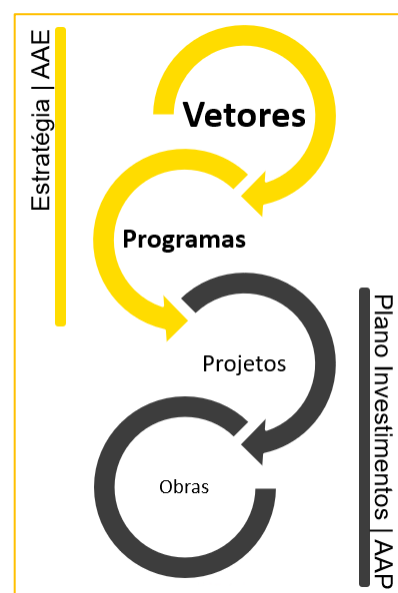 Estratégia | AAE
Vetores
Programas
Projetos
Obras
Plano Investimentos | AAP